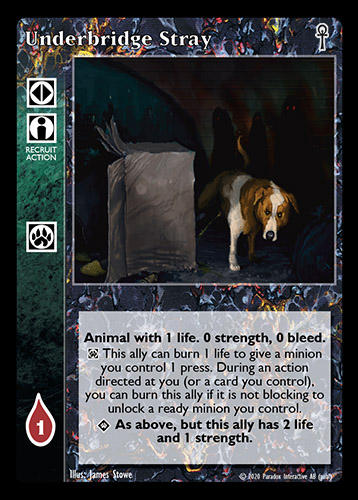 Underbridge Stray
RECRUIT
ACTION
Animal with 1 life. 0 strength, 0 bleed.
This ally can burn 1 life to give a minion
you control 1 press. During an action
directed at you (or a card you control),
you can burn this ally if it is not blocking to
unlock a ready minion you control.
As above, but this ally has 2 life
and 1 strength.
1
Illus: James Stowe
© 2020 Paradox Interactive AB (publ)